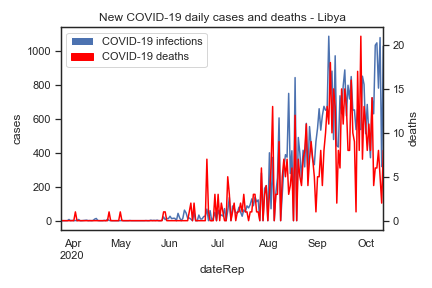 New COVID-19 daily cases and deaths - Libya
COVID-19 infections
COVID-19 deaths
1000
800
600
400
200
0
cases
20
15
10
5
0
deaths
Apr
2020
May
Jun
Jul
Aug
Sep
Oct
dateRep